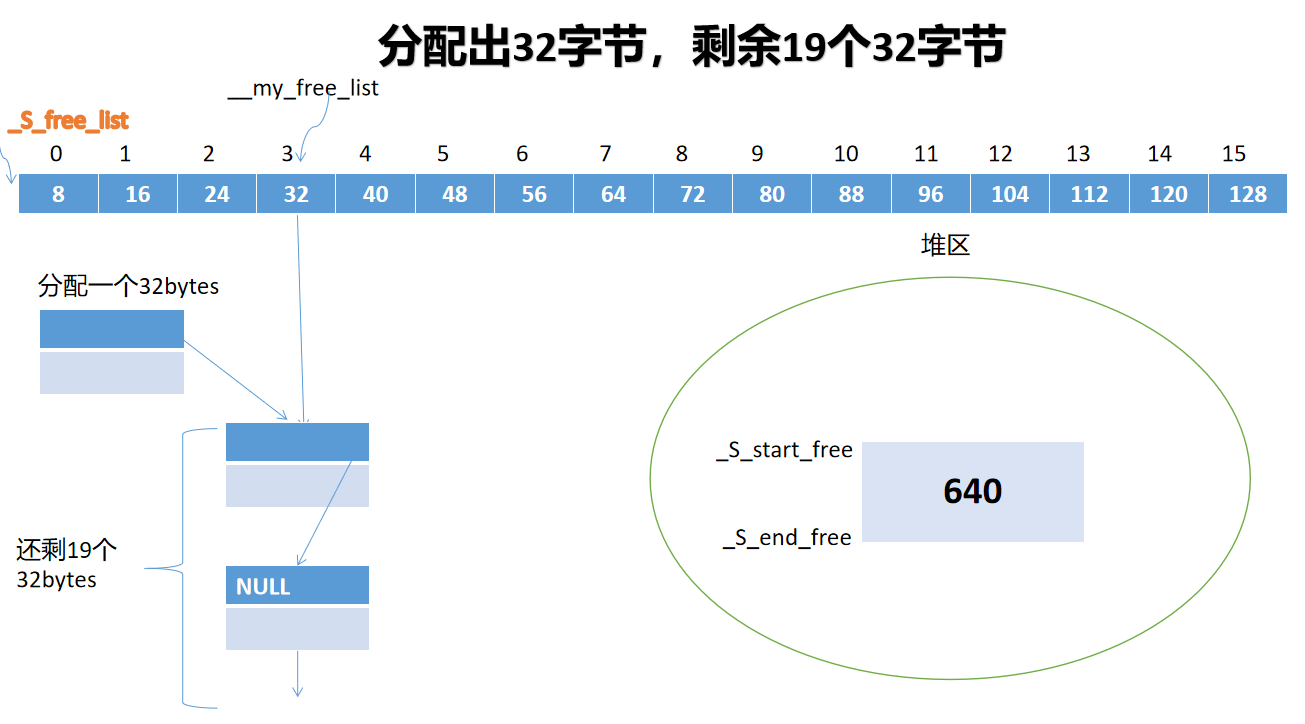 分配出32字节，剩余19个32字节
__my_free_list
_S_free_list
0 1 2 3 4 5 6 7 8 9 10 11 12 13 14 15
8 16 24 32 40 48 56 64 72 80 88 96 104 112 120 128
堆区
分配一个32bytes
_S_start_free
640
_S_end_free
还剩19个
32bytes
NULL